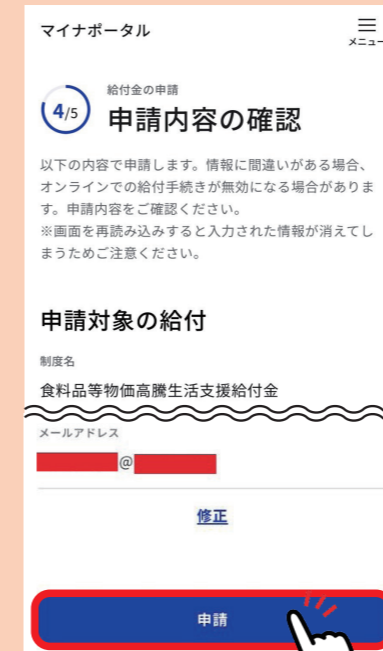 マイナポータル
メニュー
給付金の申請
4/5
申請内容の確認
以下の内容で申請します。情報に間違いがある場合、
オンラインでの給付手続きが無効になる場合がありま
す。申請内容をご確認ください。
※画面を再読み込みすると入力された情報が消えてし
まうためご注意ください。
申請対象の給付
制度名
食料品等物価高騰生活支援給付金
メールアドレス
@
修正
申請